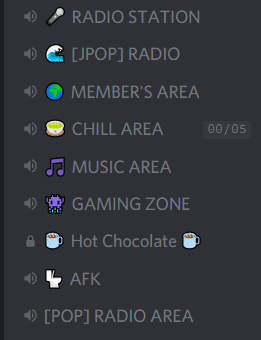 RADIO STATION
[JPOP] RADIO
MEMBER'S AREA
CHILL AREA 00/05
MUSIC AREA
GAMING ZONE
Hot Chocolate
AFK
[POP] RADIO AREA